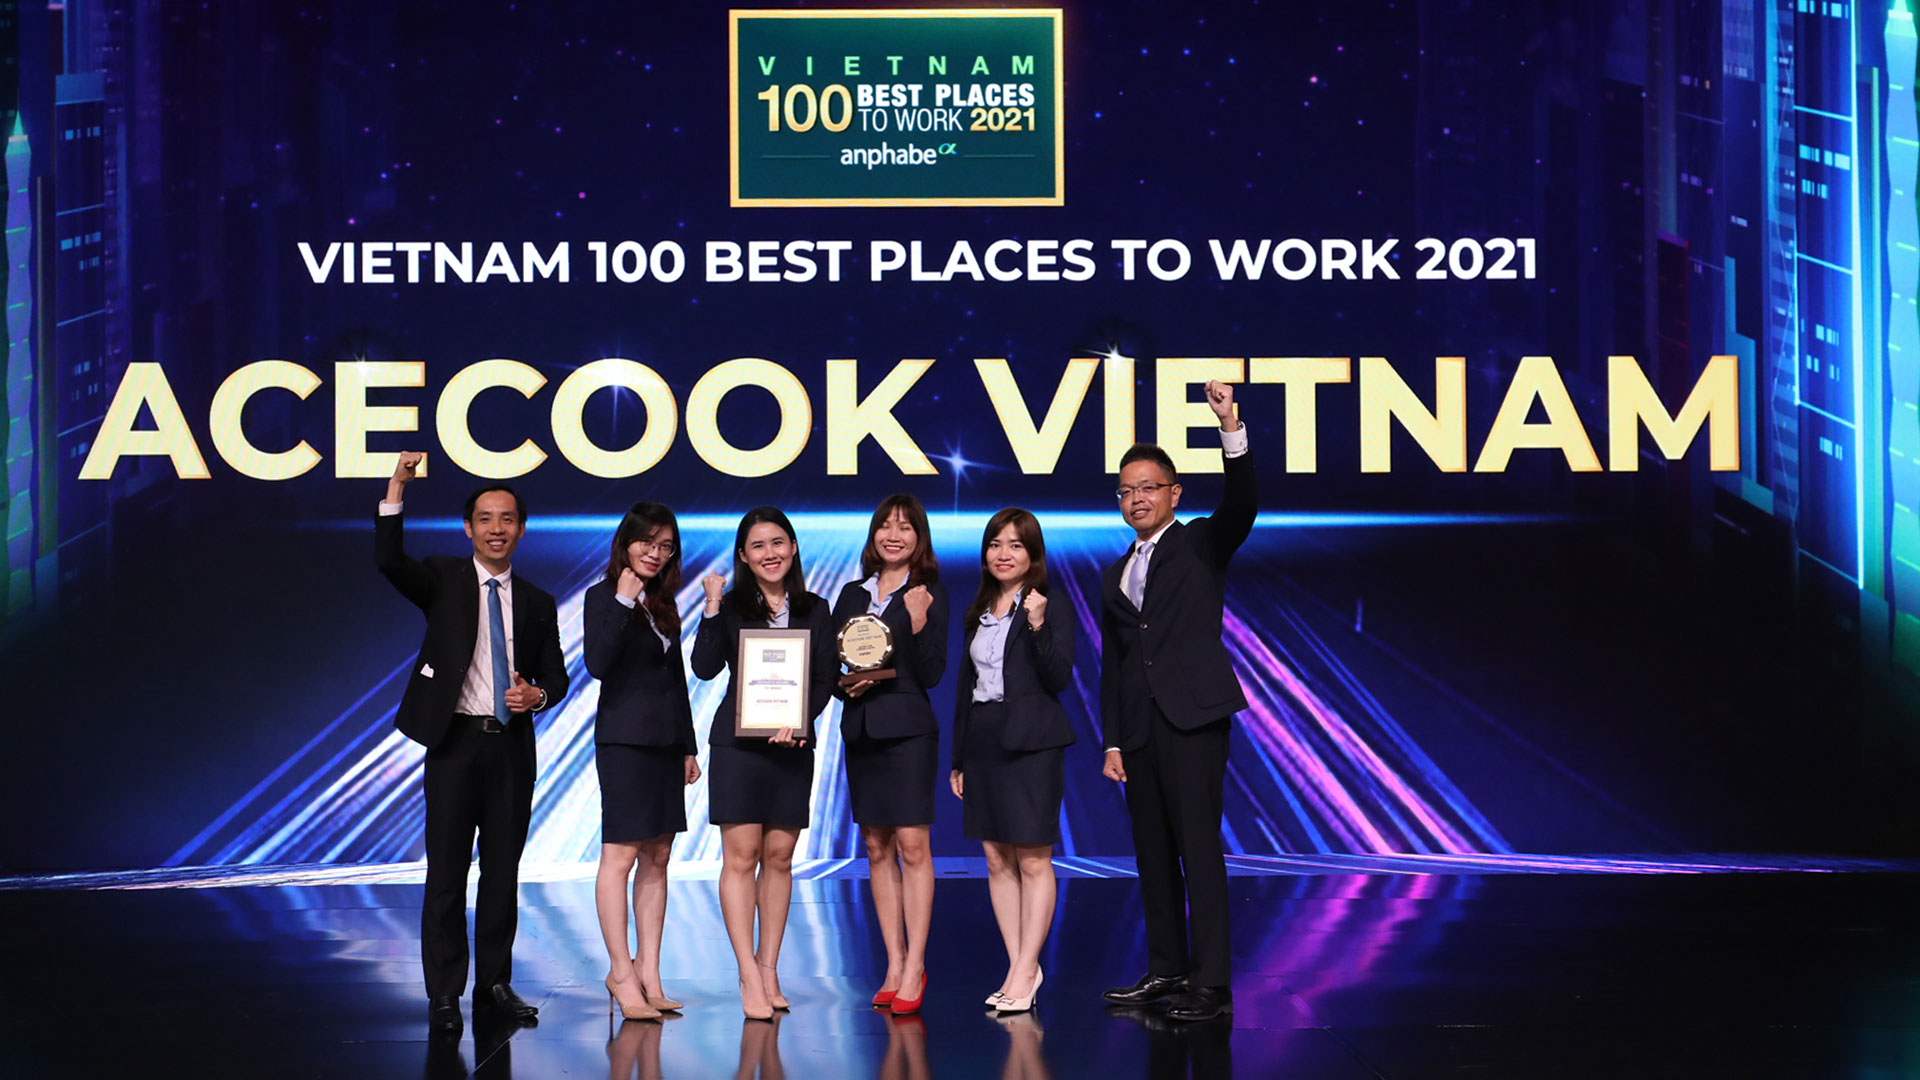 VIETNAM
100 BEST PLACES
TO WORK 2021
anphabe α
VIETNAM 100 BEST PLACES TO WORK 2021
ACECOOK VIETNAM